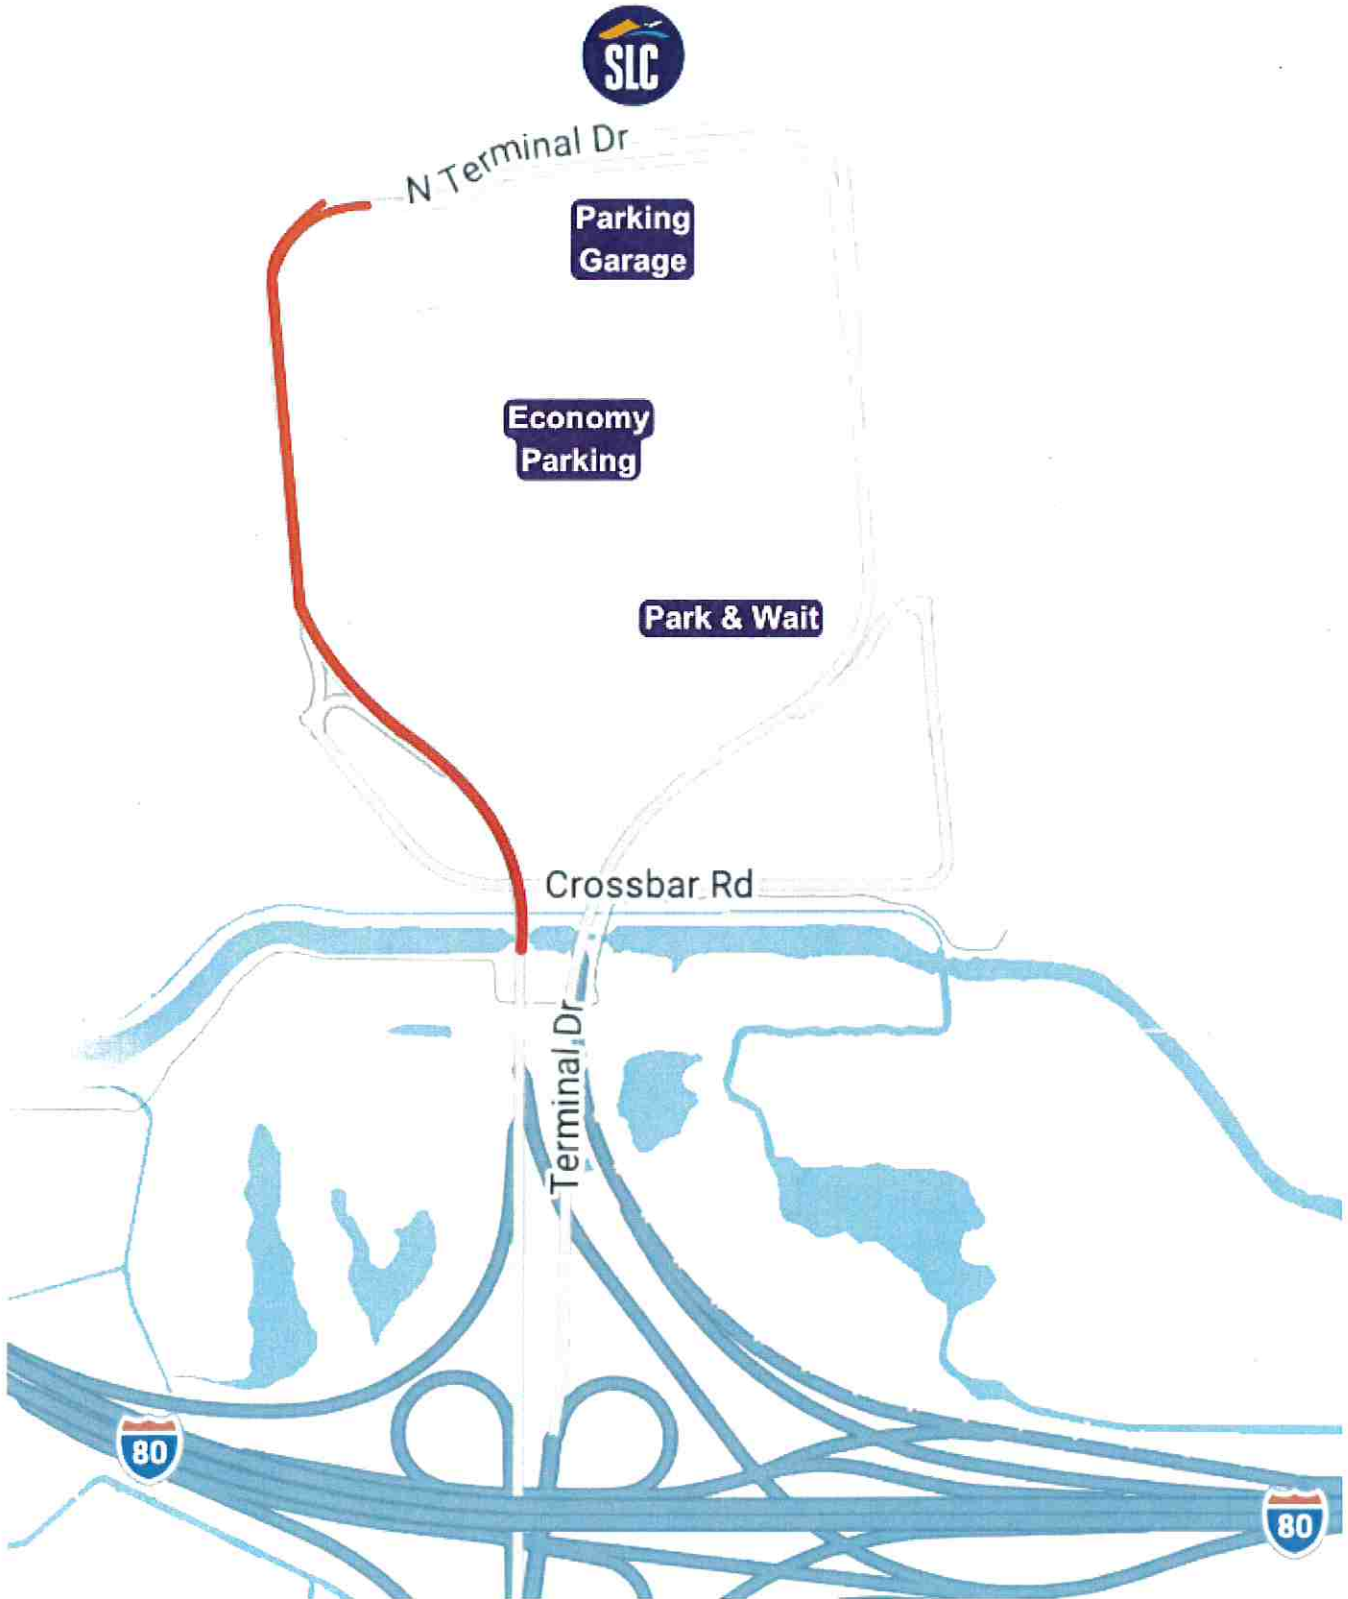 SLC
N Terminal Dr
Parking
Garage
Economy
Parking
Park & Wait
Crossbar Rd
Terminal Dr
80
80